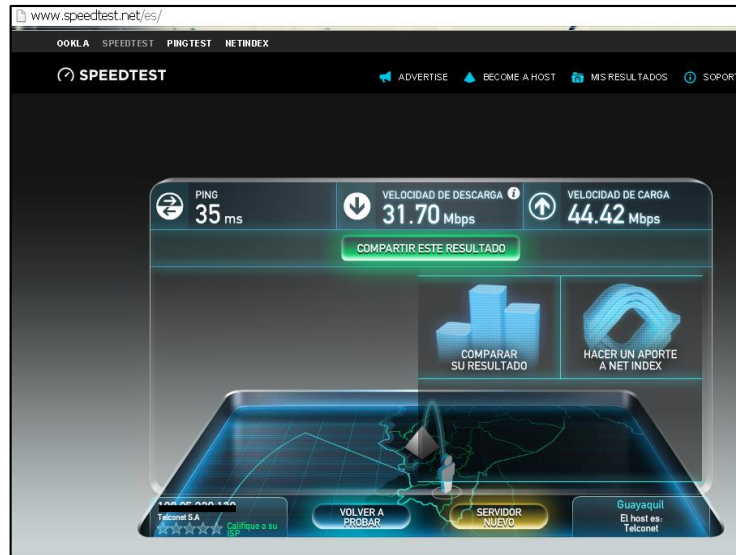 www.speedtest.net/es/
OOKLA SPEEDTEST PINGTEST NETINDEX
SPEEDTEST
ADVERTISE BECOME A HOST MIS RESULTADOS SOPORT
PING
35 ms
VELOCIDAD DE DESCARGA
31.70 Mbps
VELOCIDAD DE CARGA
44.42 Mbps
COMPARTIR ESTE RESULTADO
COMPARAR
SU RESULTADO
HACER UN APORTE
A NET INDEX
Telconet S.A
Califique a su
ISP
VOLVER A
PROBAR
SERVIDOR
NUEVO
Guayaquil
El host es:
Telconet